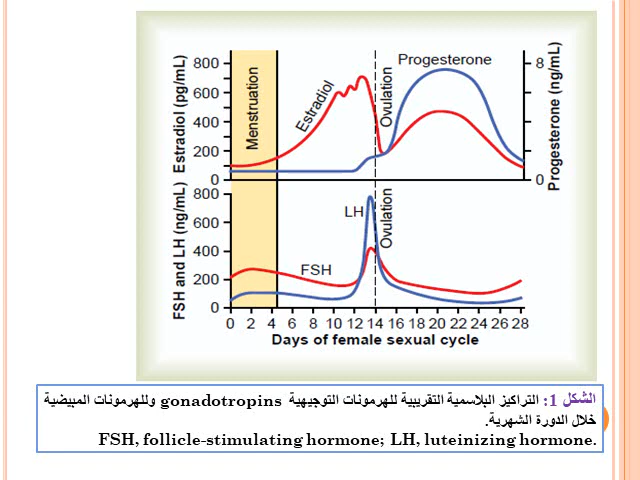 Estradiol (pg/mL)
800
600
400
200
0
Menstruation
Estradiol
Ovulation
Progesterone
8
0
Progesterone (ng/mL)
FSH and LH (ng/mL)
800
600
400
200
0
FSH
LH
Ovulation
0 2 4 6 8 10 12 14 16 18 20 22 24 26 28
Days of female sexual cycle
الشكل 1: التراكيز البلاسمية التقريبية للهرمونات التوجيهية gonadotropins وللهرمونات المبيضية
خلال الدورة الشهرية.
FSH, follicle-stimulating hormone; LH, luteinizing hormone.